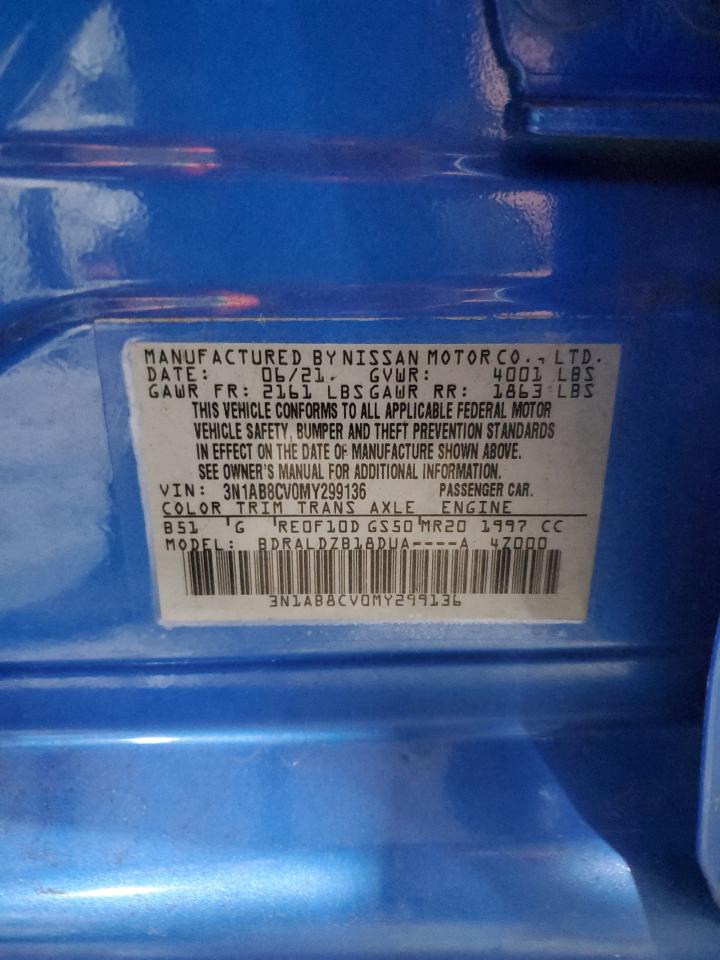 MANUFACTURED BY NISSAN MOTOR CO., LTD.
DATE: 06/21 GVWR: 4001 LBS
GAWR FR: 2161 LBS GAWR RR: 1863 LBS
THIS VEHICLE CONFORMS TO ALL APPLICABLE FEDERAL MOTOR
VEHICLE SAFETY, BUMPER AND THEFT PREVENTION STANDARDS
IN EFFECT ON THE DATE OF MANUFACTURE SHOWN ABOVE.
SEE OWNER'S MANUAL FOR ADDITIONAL INFORMATION.
VIN: 3N1AB8CV0MY299136 PASSENGER CAR.
COLOR TRIM TRANS AXLE ENGINE
B51 G RE0F10D GS50 MR20 1997 CC
MODEL: BDRALDZB18DUA----A 4Z000
3N1AB8CV0MY299136